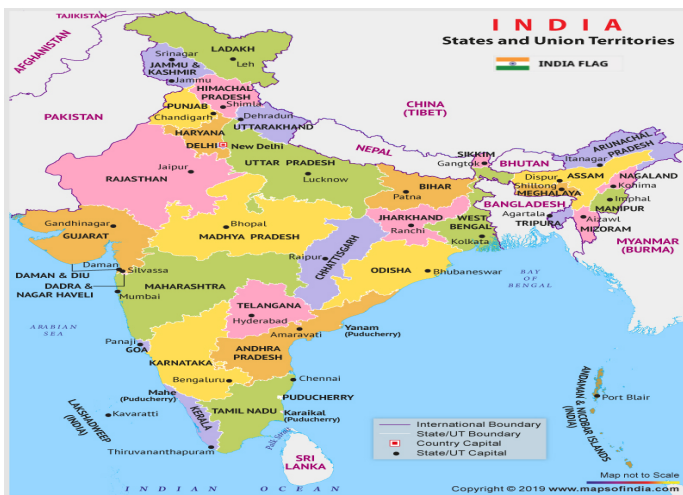 INDIA
States and Union Territories
INDIA FLAG
TAJIKISTAN
AFGHANISTAN
PAKISTAN
CHINA
(TIBET)
NEPAL
BHUTAN
BANGLADESH
MYANMAR
(BURMA)
SRI
LANKA
LADAKH
Leh
Srinagar
JAMMU &
KASHMIR
Jammu
HIMACHAL
PRADESH
Shimla
PUNJAB
Chandigarh
Dehradun
UTTARAKHAND
HARYANA
DELHI
New Delhi
UTTAR PRADESH
Lucknow
Jaipur
RAJASTHAN
SIKKIM
Gangtok
ARUNACHAL
PRADESH
Itanagar
Dispur
ASSAM
NAGALAND
Kohima
Shillong
MEGHALAYA
Imphal
MANIPUR
Agartala
TRIPURA
Aizawl
MIZORAM
BIHAR
Patna
JHARKHAND
Ranchi
WEST
BENGAL
Kolkata
Gandhinagar
GUJARAT
Bhopal
MADHYA PRADESH
Raipur
CHHATTISGARH
ODISHA
Bhubaneswar
Daman
Silvassa
DAMAN & DIU
DADRA &
NAGAR HAVELI
MAHARASHTRA
Mumbai
TELANGANA
Hyderabad
Amaravati
Yanam
(Puducherry)
ANDHRA
PRADESH
Panaji
GOA
KARNATAKA
Bengaluru
Chennai
Mahe
(Puducherry)
PUDUCHERRY
TAMIL NADU
Karaikal
(Puducherry)
KERALA
Thiruvananthapuram
LAKSHADWEEP
(INDIA)
Kavaratti
ANDAMAN & NICOBAR ISLANDS
(INDIA)
Port Blair
ARABIAN
SEA
BAY
OF
BENGAL
Palk Strait
INDIAN OCEAN
International Boundary
State/UT Boundary
Country Capital
State/UT Capital
Map not to Scale
Copyright © 2019 www.mapsofindia.com